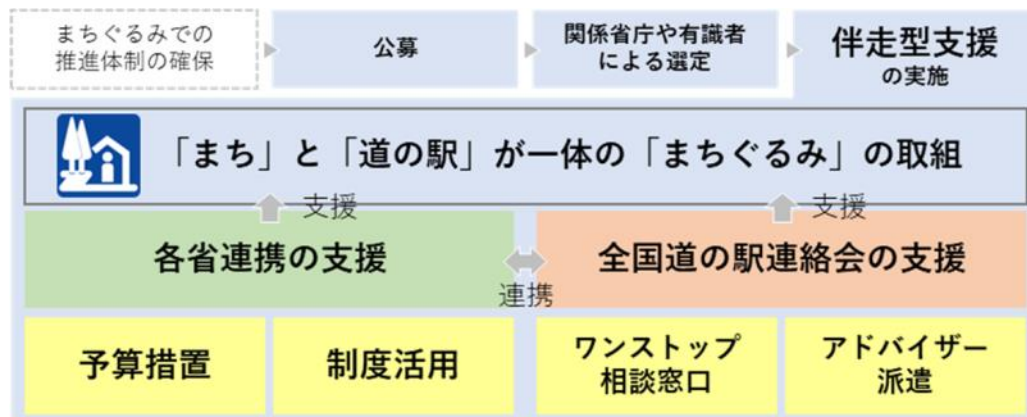 まちぐるみでの
推進体制の確保
公募
関係省庁や有識者
による選定
伴走型支援
の実施
「まち」と「道の駅」が一体の「まちぐるみ」の取組
支援
支援
各省連携の支援
全国道の駅連絡会の支援
連携
予算措置
制度活用
ワンストップ
相談窓口
アドバイザー
派遣